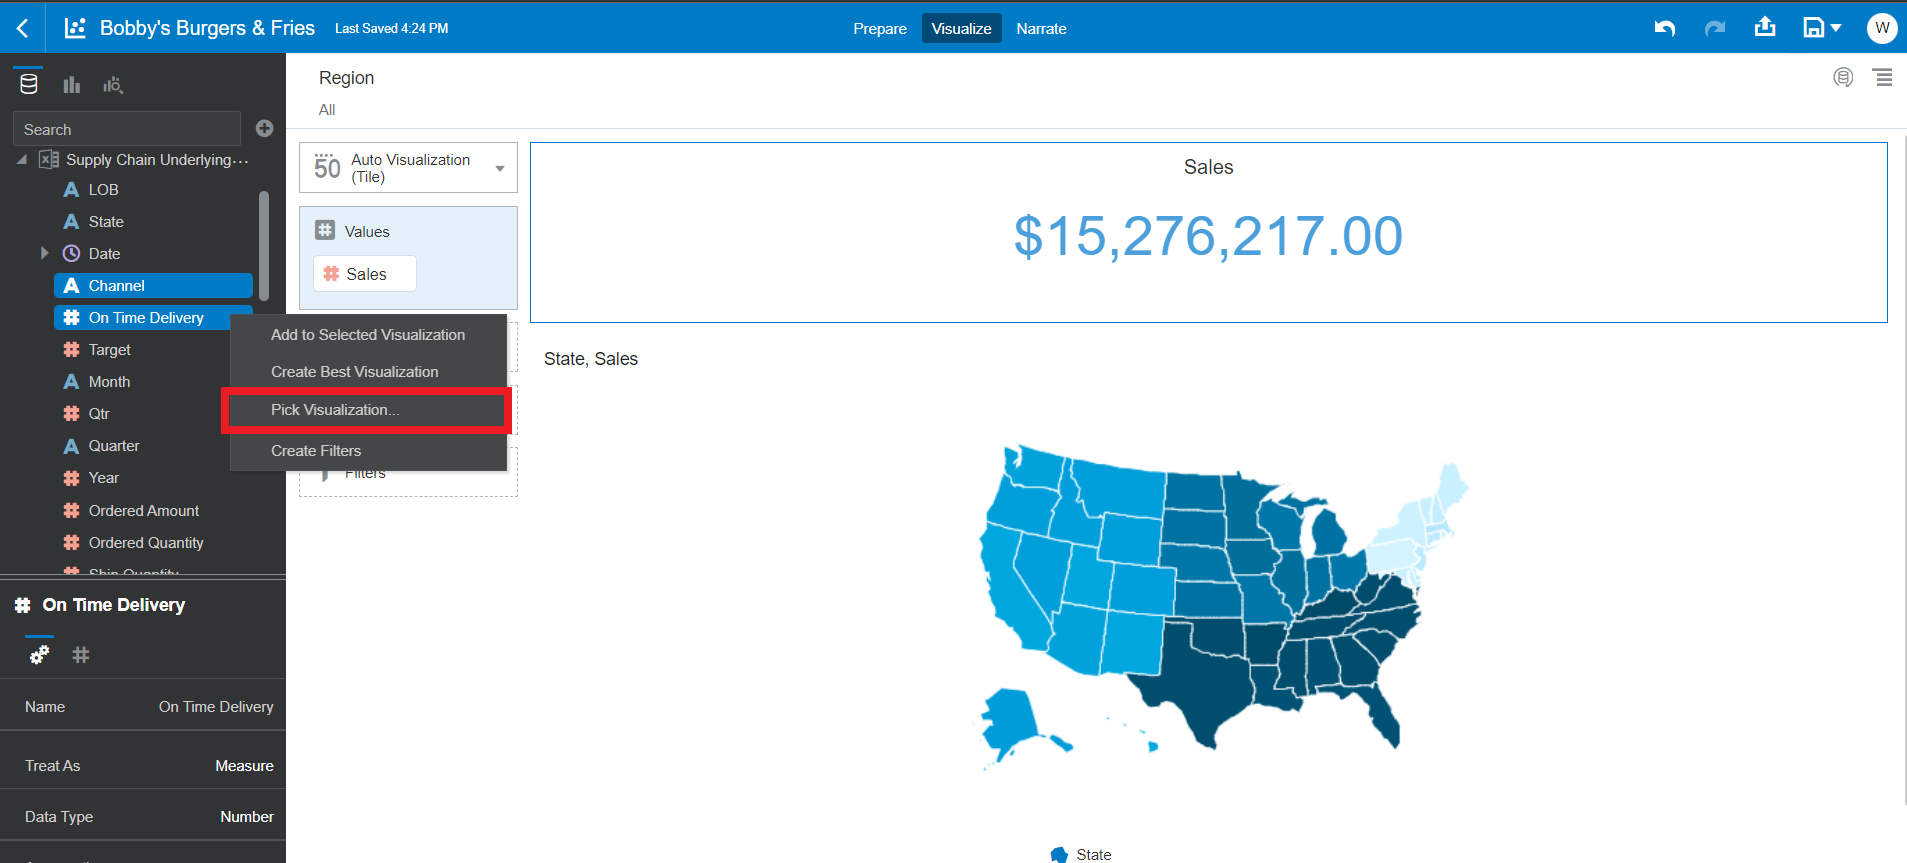 Bobby's Burgers & Fries
Last Saved 4:24 PM
Prepare
Visualize
Narrate
W
Search
Supply Chain Underlying...
LOB
State
Date
Channel
On Time Delivery
Target
Month
Qtr
Quarter
Year
Ordered Amount
Ordered Quantity
Ship Quantity
Add to Selected Visualization
Create Best Visualization
Pick Visualization...
Create Filters
On Time Delivery
Name
On Time Delivery
Treat As
Measure
Data Type
Number
Region
All
50
Auto Visualization
(Tile)
Values
Sales
Filters
Sales
$15,276,217.00
State, Sales
State